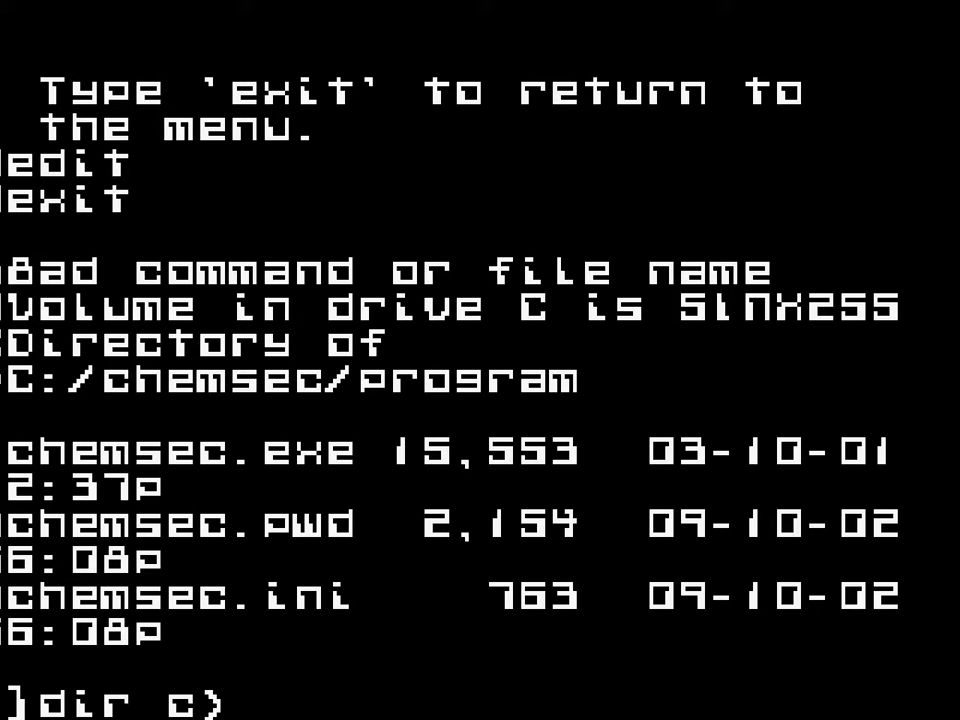 Type 'exit' to return to
the menu.
edit
exit
Bad command or file name
Volume in drive C is S1NX255
Directory of
C:/chemsec/program
chemsec.exe 15,553 03-10-01
2:37p
chemsec.pwd 2,154 09-10-02
6:08p
chemsec.ini 763 09-10-02
6:08p
]dir c)